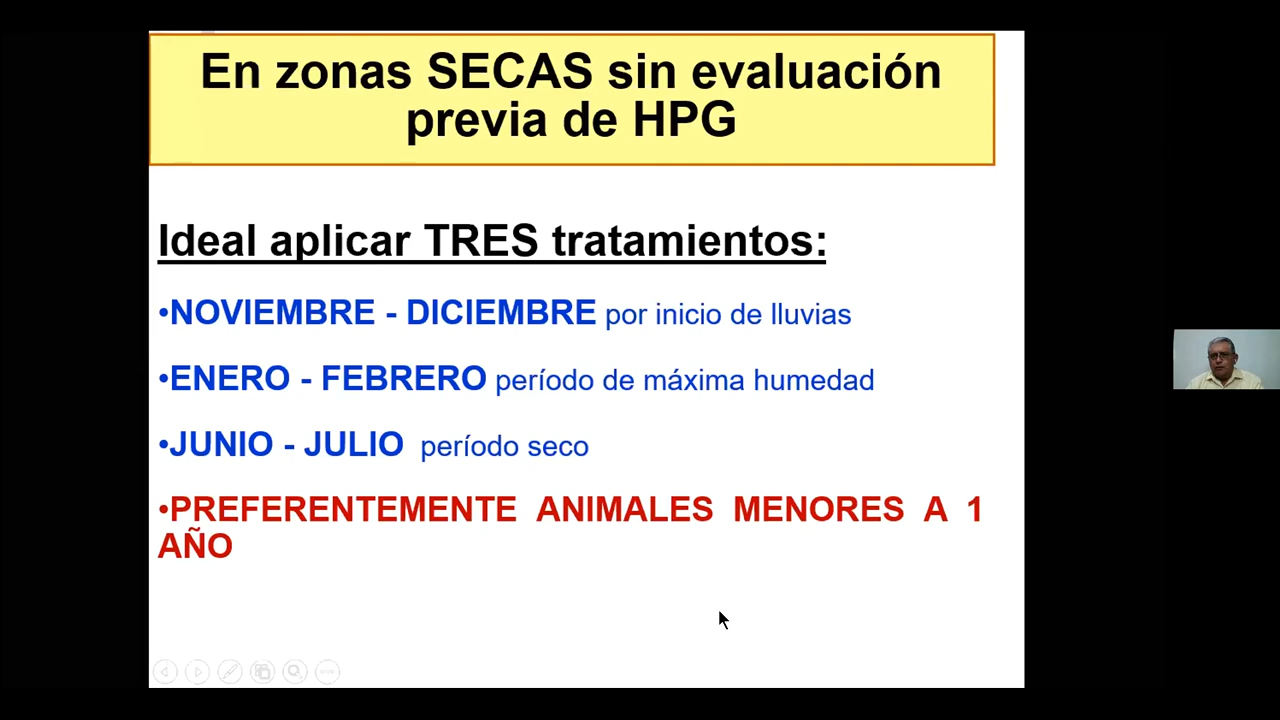 En zonas SECAS sin evaluación
previa de HPG
Ideal aplicar TRES tratamientos:
•NOVIEMBRE - DICIEMBRE por inicio de lluvias
•ENERO - FEBRERO período de máxima humedad
•JUNIO - JULIO período seco
•PREFERENTEMENTE ANIMALES MENORES A 1
AÑO